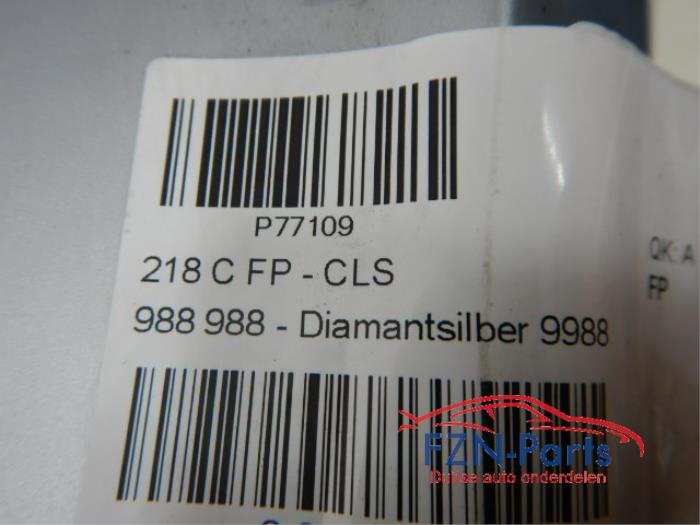 P77109
218 C FP - CLS
988 988 - Diamantsilber 9988
QK: A
FP
FZN-Parts
Duitse auto onderdelen